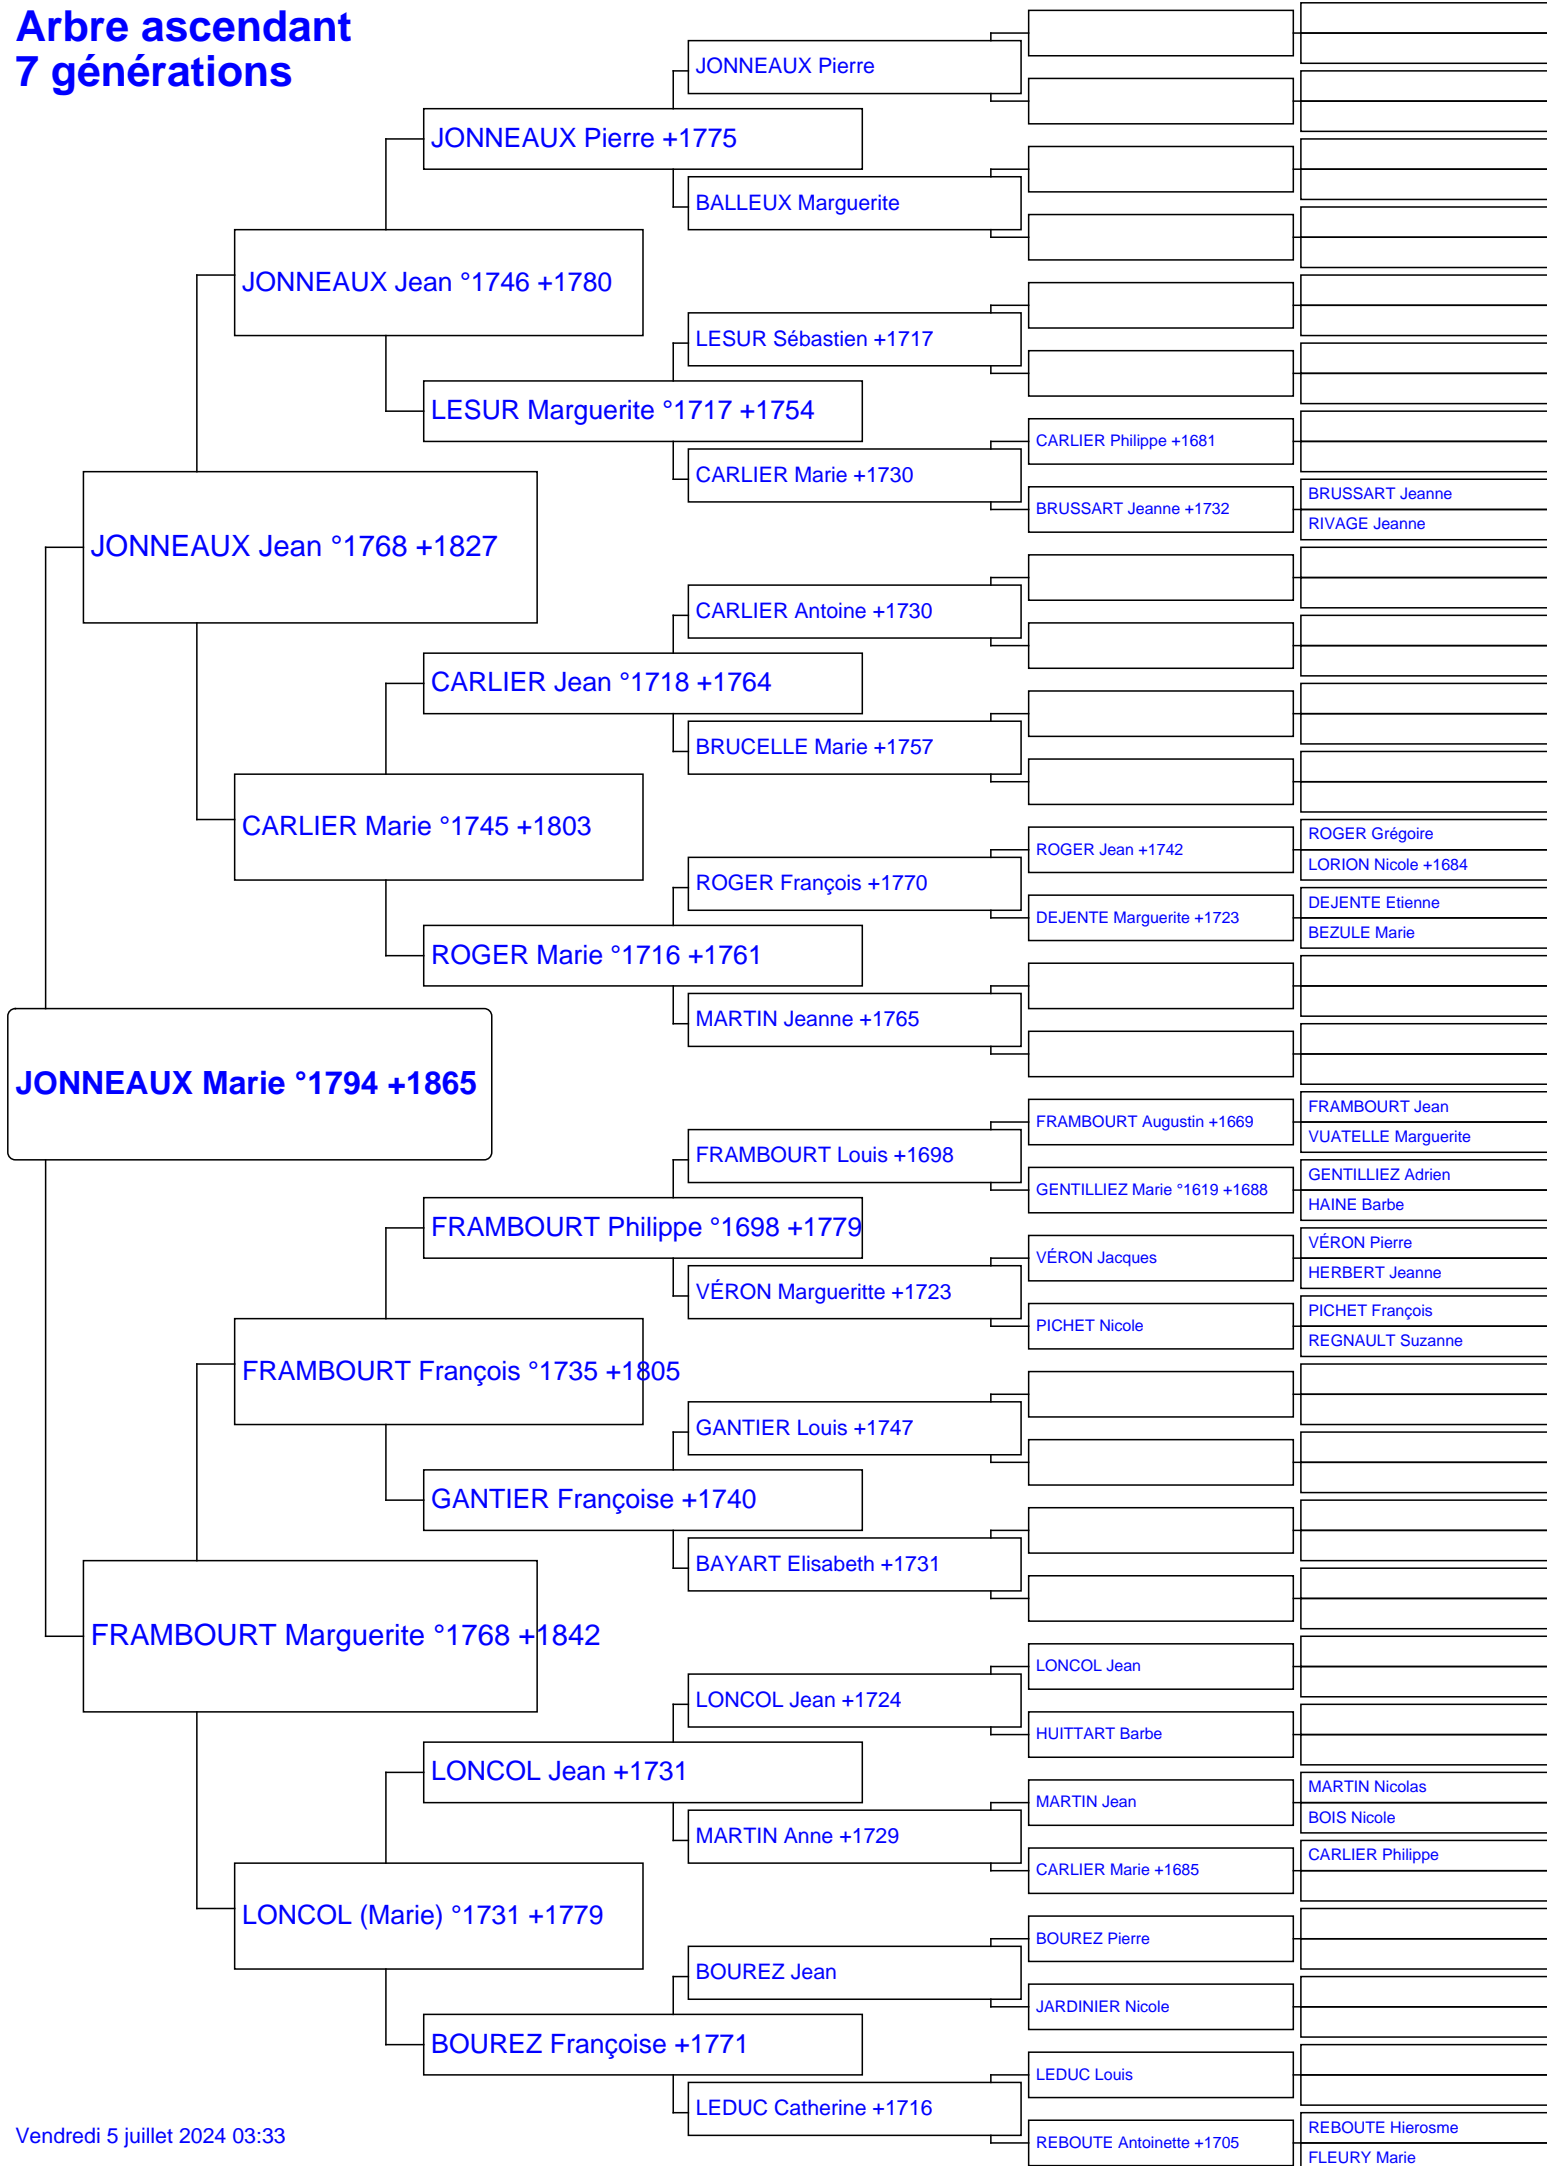 Arbre ascendant
7 générations
JONNEAUX Pierre
JONNEAUX Pierre +1775
BALLEUX Marguerite
JONNEAUX Jean °1746 +1780
LESUR Sébastien +1717
LESUR Marguerite °1717 +1754
CARLIER Philippe +1681
CARLIER Marie +1730
BRUSSART Jeanne
BRUSSART Jeanne +1732
RIVAGE Jeanne
JONNEAUX Jean °1768 +1827
CARLIER Antoine +1730
CARLIER Jean °1718 +1764
BRUCELLE Marie +1757
CARLIER Marie °1745 +1803
ROGER Grégoire
ROGER Jean +1742
LORION Nicole +1684
ROGER François +1770
DEJENTE Etienne
DEJENTE Marguerite +1723
BEZULE Marie
ROGER Marie °1716 +1761
MARTIN Jeanne +1765
JONNEAUX Marie °1794 +1865
FRAMBOURT Jean
FRAMBOURT Augustin +1669
VUATELLE Marguerite
FRAMBOURT Louis +1698
GENTILLIEZ Adrien
GENTILLIEZ Marie °1619 +1688
HAINE Barbe
FRAMBOURT Philippe °1698 +1779
VÉRON Pierre
VÉRON Jacques
HERBERT Jeanne
VÉRON Margueritte +1723
PICHET François
PICHET Nicole
REGNAULT Suzanne
FRAMBOURT François °1735 +1805
GANTIER Louis +1747
GANTIER Françoise +1740
BAYART Elisabeth +1731
FRAMBOURT Marguerite °1768 +1842
LONCOL Jean
LONCOL Jean +1724
HUITTART Barbe
LONCOL Jean +1731
MARTIN Nicolas
MARTIN Jean
BOIS Nicole
MARTIN Anne +1729
CARLIER Philippe
CARLIER Marie +1685
LONCOL (Marie) °1731 +1779
BOUREZ Pierre
BOUREZ Jean
JARDINIER Nicole
BOUREZ Françoise +1771
LEDUC Louis
LEDUC Catherine +1716
REBOUTE Hierosme
REBOUTE Antoinette +1705
FLEURY Marie
Vendredi 5 juillet 2024 03:33